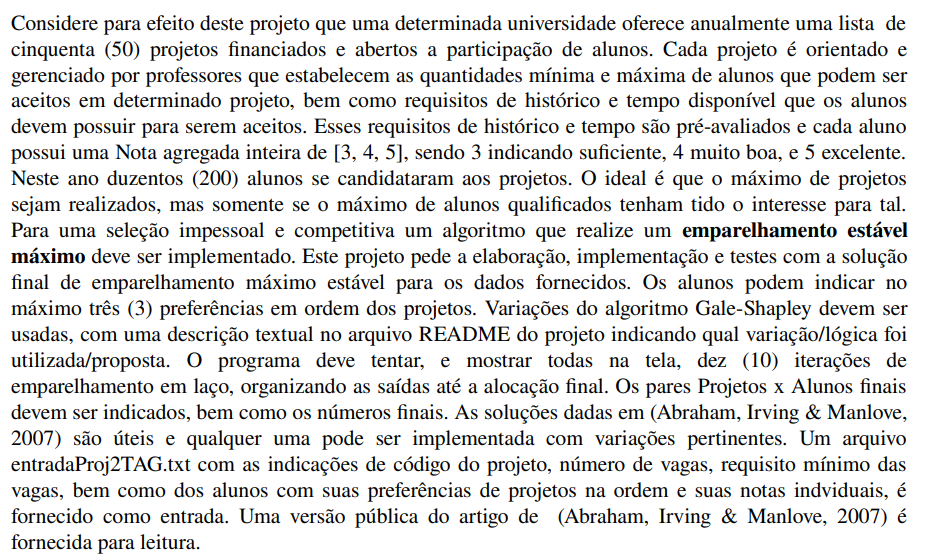 Considere para efeito deste projeto que uma determinada universidade oferece anualmente uma lista de
cinquenta (50) projetos financiados e abertos a participação de alunos. Cada projeto é orientado e
gerenciado por professores que estabelecem as quantidades mínima e máxima de alunos que podem ser
aceitos em determinado projeto, bem como requisitos de histórico e tempo disponível que os alunos
devem possuir para serem aceitos. Esses requisitos de histórico e tempo são pré-avaliados e cada aluno
possui uma Nota agregada inteira de [3, 4, 5], sendo 3 indicando suficiente, 4 muito boa, e 5 excelente.
Neste ano duzentos (200) alunos se candidataram aos projetos. O ideal é que o máximo de projetos
sejam realizados, mas somente se o máximo de alunos qualificados tenham tido o interesse para tal.
Para uma seleção impessoal e competitiva um algoritmo que realize um emparelhamento estável
máximo deve ser implementado. Este projeto pede a elaboração, implementação e testes com a solução
final de emparelhamento máximo estável para os dados fornecidos. Os alunos podem indicar no
máximo três (3) preferências em ordem dos projetos. Variações do algoritmo Gale-Shapley devem ser
usadas, com uma descrição textual no arquivo README do projeto indicando qual variação/lógica foi
utilizada/proposta. O programa deve tentar, e mostrar todas na tela, dez (10) iterações de
emparelhamento em laço, organizando as saídas até a alocação final. Os pares Projetos x Alunos finais
devem ser indicados, bem como os números finais. As soluções dadas em (Abraham, Irving & Manlove,
2007) são úteis e qualquer uma pode ser implementada com variações pertinentes. Um arquivo
entradaProj2TAG.txt com as indicações de código do projeto, número de vagas, requisito mínimo das
vagas, bem como dos alunos com suas preferências de projetos na ordem e suas notas indviduais, é
fornecido como entrada. Uma versão pública do artigo de (Abraham, Irving & Manlove, 2007) é
fornecida para leitura.